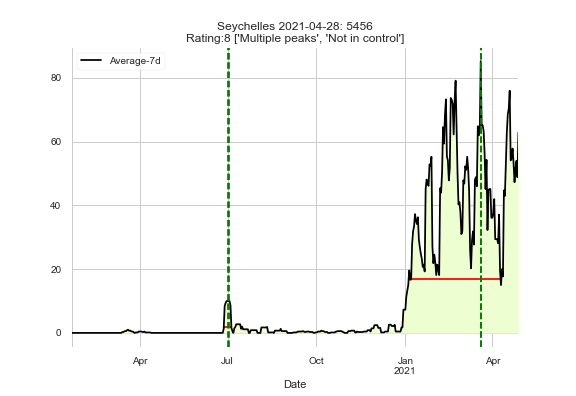 Seychelles 2021-04-28: 5456
Rating:8 ['Multiple peaks', 'Not in control']
Average-7d
80
60
40
20
0
Apr
Jul
Oct
Jan
2021
Apr
Date